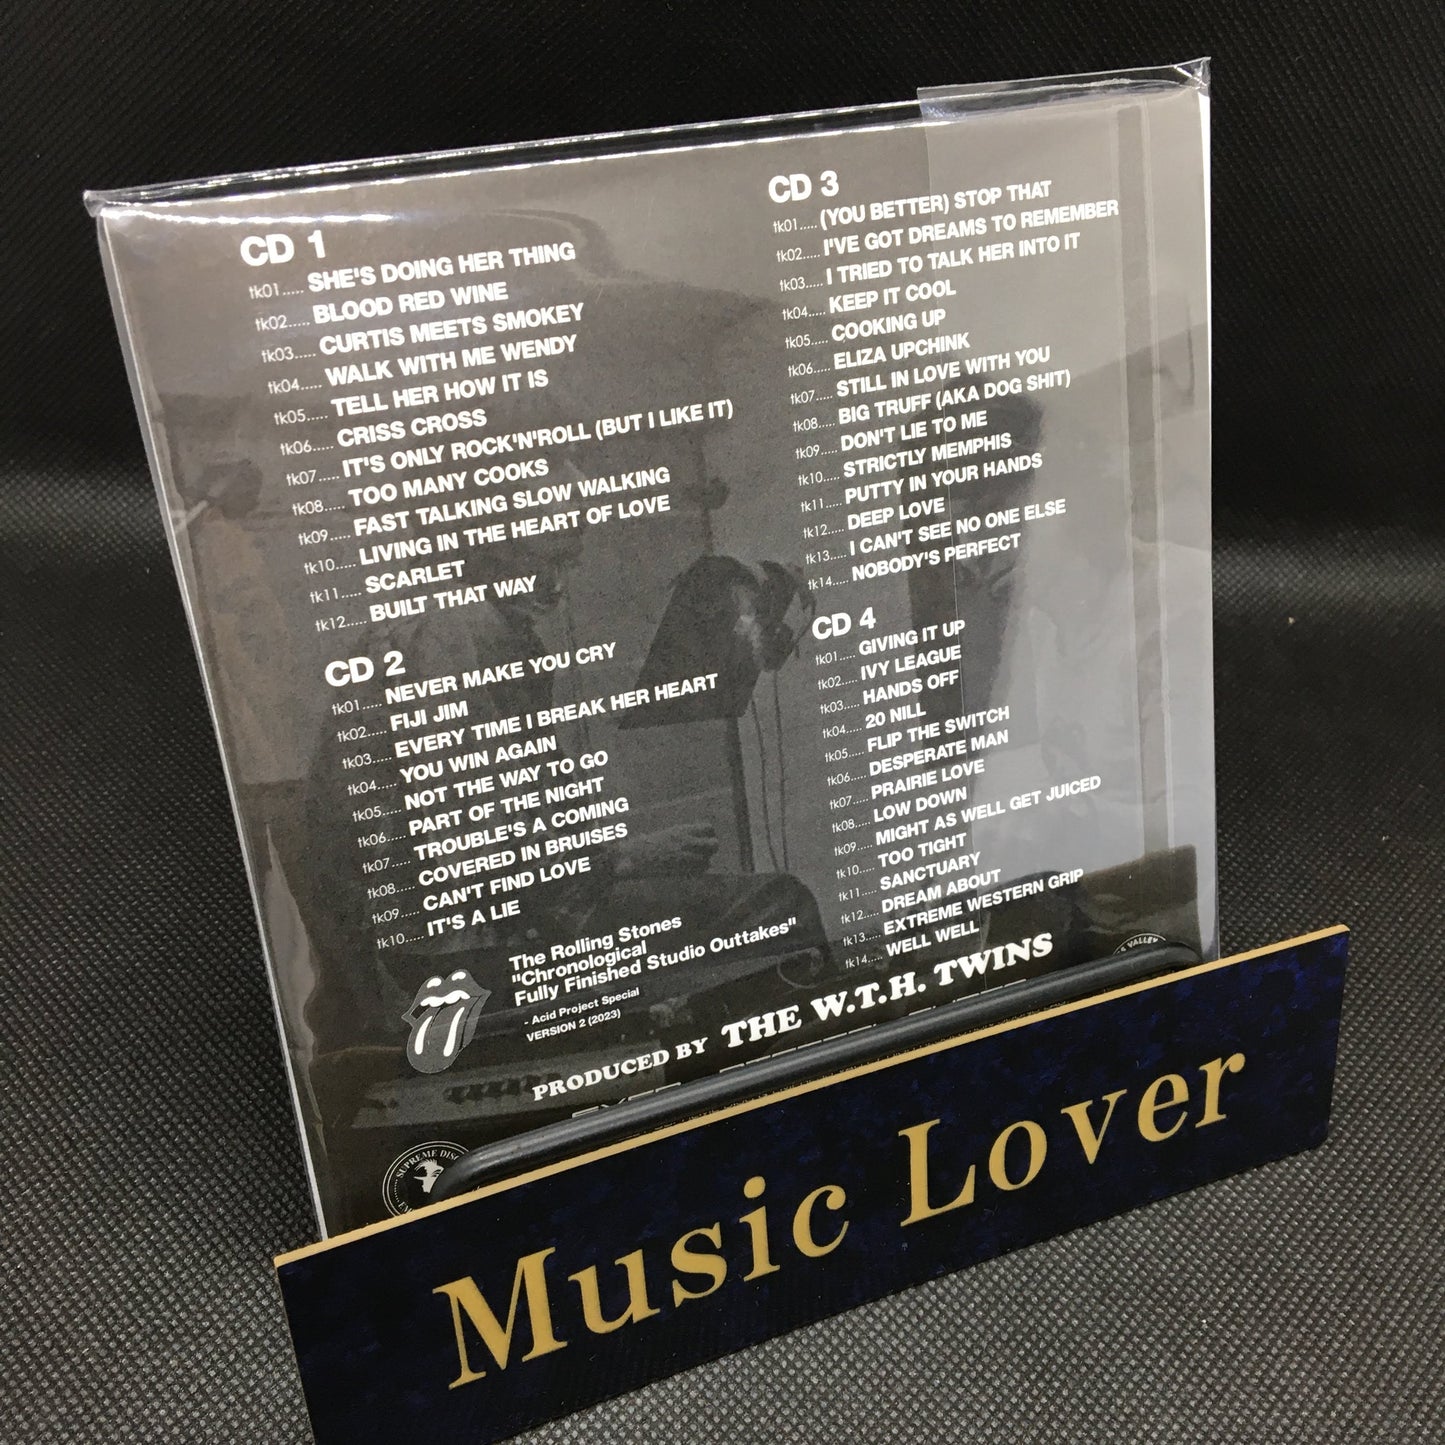 CD 1
tk01..... SHE'S DOING HER THING
tk02..... BLOOD RED WINE
tk03..... CURTIS MEETS SMOKEY
tk04..... WALK WITH ME WENDY
tk05..... TELL HER HOW IT IS
tk06..... CRISS CROSS
tk07..... IT'S ONLY ROCK'N'ROLL (BUT I LIKE IT)
tk08..... TOO MANY COOKS
tk09..... FAST TALKING SLOW WALKING
tk10..... LIVING IN THE HEART OF LOVE
tk11..... SCARLET
tk12..... BUILT THAT WAY
CD 2
tk01..... NEVER MAKE YOU CRY
tk02..... FIJI JIM
tk03..... EVERY TIME I BREAK HER HEART
tk04..... YOU WIN AGAIN
tk05..... NOT THE WAY TO GO
tk06..... PART OF THE NIGHT
tk07..... TROUBLE'S A COMING
tk08..... COVERED IN BRUISES
tk09..... CAN'T FIND LOVE
tk10..... IT'S A LIE
CD 3
tk01..... (YOU BETTER) STOP THAT
tk02..... I'VE GOT DREAMS TO REMEMBER
tk03..... I TRIED TO TALK HER INTO IT
tk04..... KEEP IT COOL
tk05..... COOKING UP
tk06..... ELIZA UPCHINK
tk07..... STILL IN LOVE WITH YOU
tk08..... BIG TRUFF (AKA DOG SHIT)
tk09..... DON'T LIE TO ME
tk10..... STRICTLY MEMPHIS
tk11..... PUTTY IN YOUR HANDS
tk12..... DEEP LOVE
tk13..... I CAN'T SEE NO ONE ELSE
tk14..... NOBODY'S PERFECT
CD 4
tk01..... GIVING IT UP
tk02..... IVY LEAGUE
tk03..... HANDS OFF
tk04..... 20 NILL
tk05..... FLIP THE SWITCH
tk06..... DESPERATE MAN
tk07..... PRAIRIE LOVE
tk08..... LOW DOWN
tk09..... MIGHT AS WELL GET JUICED
tk10..... TOO TIGHT
tk11..... SANCTUARY
tk12..... DREAM ABOUT
tk13..... EXTREME WESTERN GRIP
tk14..... WELL WELL
The Rolling Stones
"Chronological
Fully Finished Studio Outtakes"
- Acid Project Special
VERSION 2 (2023)
PRODUCED BY THE W.T.H. TWINS
VALLEY
SUPREME DISC
Music Lover